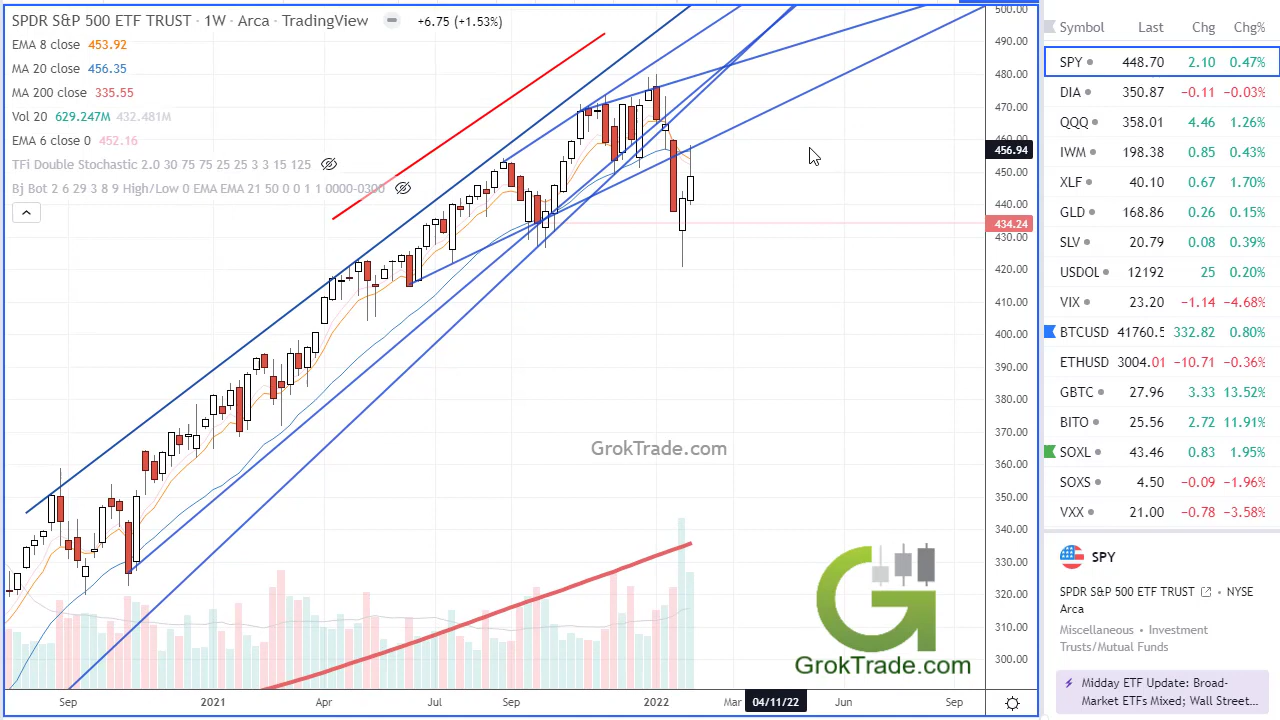 SPDR S&P 500 ETF TRUST · 1W · Arca · TradingView +6.75 (+1.53%)
EMA 8 close 453.92
MA 20 close 456.35
MA 200 close 335.55
Vol 20 629.247M 432.481M
EMA 6 close 0 452.16
TFi Double Stochastic 2.0 30 75 75 25 25 3 3 15 125
Bj Bot 2 6 29 3 8 9 High/Low 0 EMA EMA 21 50 0 0 1 1 0000-0300
500.00
490.00
480.00
470.00
460.00
456.94
450.00
440.00
434.24
430.00
420.00
410.00
400.00
390.00
380.00
370.00
360.00
350.00
340.00
330.00
320.00
310.00
300.00
GrokTrade.com
GrokTrade.com
Sep 2021 Apr Jul Sep 2022 Mar 04/11/22 Jun Sep
Symbol Last Chg Chg%
SPY 448.70 2.10 0.47%
DIA 350.87 −0.11 −0.03%
QQQ 358.01 4.46 1.26%
IWM 198.38 0.85 0.43%
XLF 40.10 0.67 1.70%
GLD 168.86 0.26 0.15%
SLV 20.79 0.08 0.39%
USDOL 12192 25 0.20%
VIX 23.20 −1.14 −4.68%
BTCUSD 41760.5 332.82 0.80%
ETHUSD 3004.01 −10.71 −0.36%
GBTC 27.96 3.33 13.52%
BITO 25.56 2.72 11.91%
SOXL 43.46 0.83 1.95%
SOXS 4.50 −0.09 −1.96%
VXX 21.00 −0.78 −3.58%
SPY
SPDR S&P 500 ETF TRUST • NYSE
Arca
Miscellaneous • Investment
Trusts/Mutual Funds
Midday ETF Update: Broad-
Market ETFs Mixed; Wall Street...